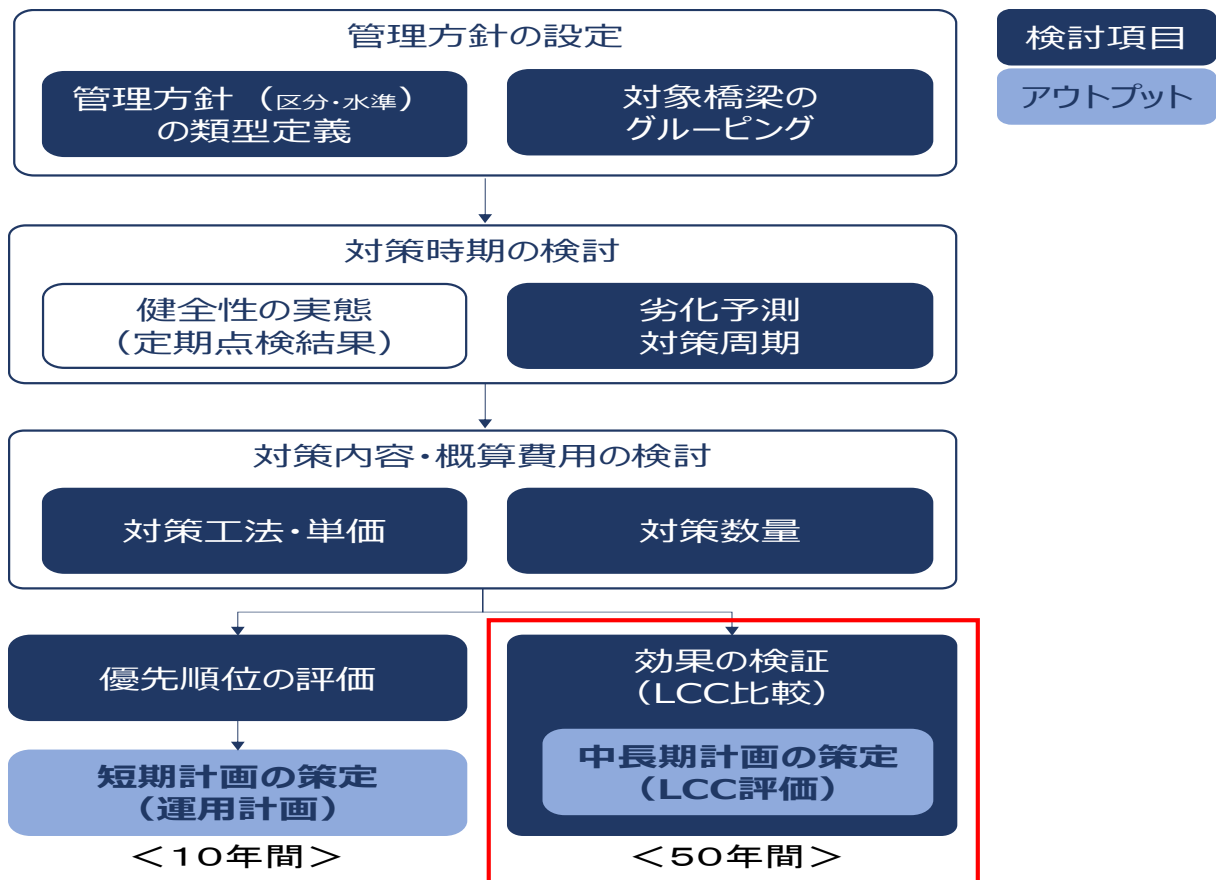 管理方針の設定
管理方針（区分・水準）
の類型定義
対象橋梁の
グルーピング
検討項目
アウトプット
対策時期の検討
健全性の実態
（定期点検結果）
劣化予測
対策周期
対策内容・概算費用の検討
対策工法・単価
対策数量
優先順位の評価
短期計画の策定
（運用計画）
＜10年間＞
効果の検証
（LCC比較）
中長期計画の策定
（LCC評価）
＜50年間＞